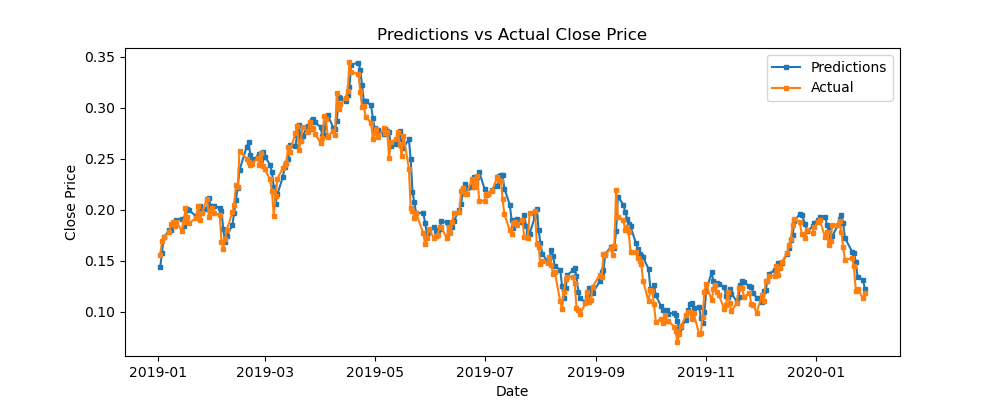 Predictions vs Actual Close Price
Predictions
Actual
Close Price
0.35
0.30
0.25
0.20
0.15
0.10
2019-01
2019-03
2019-05
2019-07
2019-09
2019-11
2020-01
Date